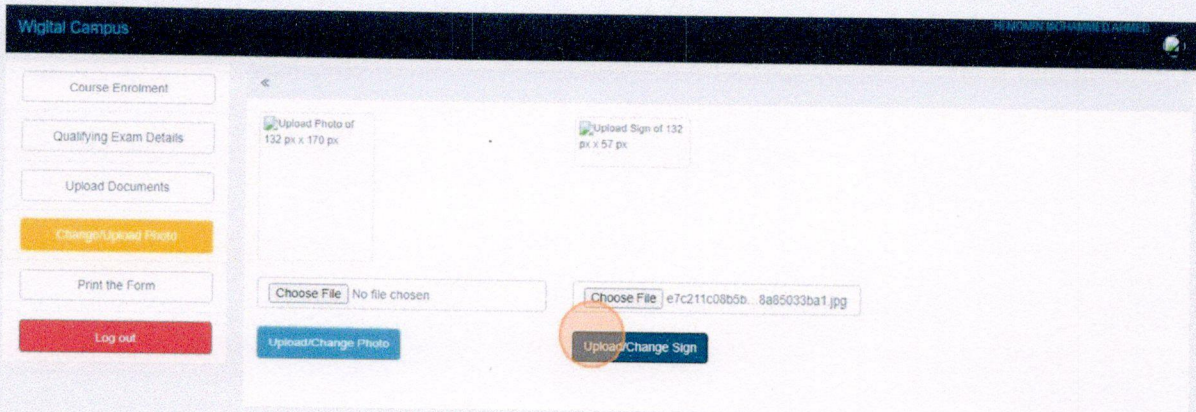 Wigital Campus
MOHAMMED AHMED
Course Enrolment
Qualifying Exam Details
Upload Documents
Change/Upload Photo
Print the Form
Log out
«
Upload Photo of
132 px x 170 px
Upload Sign of 132
px x 57 px
Choose File No file chosen
Choose File e7c211c08b5b...8a85033ba1.jpg
Upload/Change Photo
Upload/Change Sign